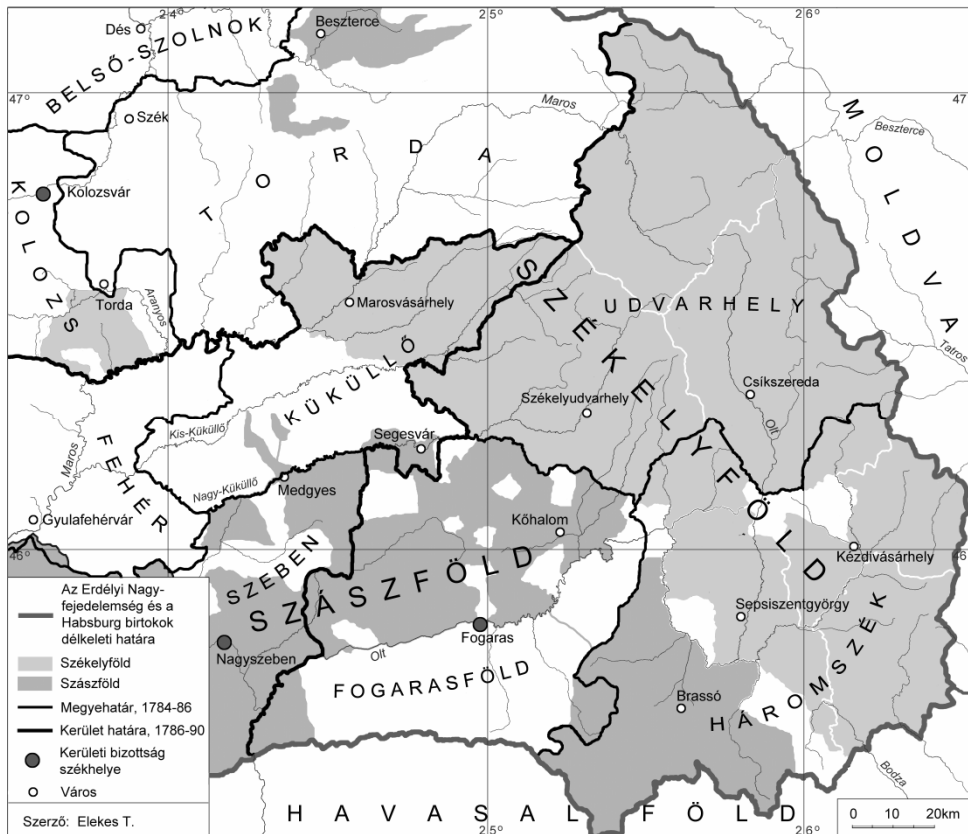 24°
25°
26°
Dés
Beszterce
BELSŐ-SZOLNOK
47°
47
Szék
Maros
MOLDVA
Beszterce
TORDA
KOLOZS
Kolozsvár
Torda
Aranyos
Marosvásárhely
SZÉKELYFÖLD
UDVARHELY
Tatros
KÜKÜLLŐ
Székelyudvarhely
Csíkszereda
Olt
Kis-Küküllő
Segesvár
Maros
FEHÉR
Nagy-Küküllő
Medgyes
Gyulafehérvár
Kőhalom
Kézdivásárhely
46°
46
SZEBEN
SZÁSZFÖLD
Sepsiszentgyörgy
Nagyszeben
Olt
Fogaras
FOGARASFÖLD
HÁROMSZÉK
Brassó
Bodza
HAVASALFÖLD
25°
26°
Az Erdélyi Nagy-
fejedelemség és a
Habsburg birtokok
délkeleti határa
Székelyföld
Szászföld
Megyehatár, 1784-86
Kerület határa, 1786-90
Kerületi bizottság
székhelye
Város
Szerző: Elekes T.
0 10 20km